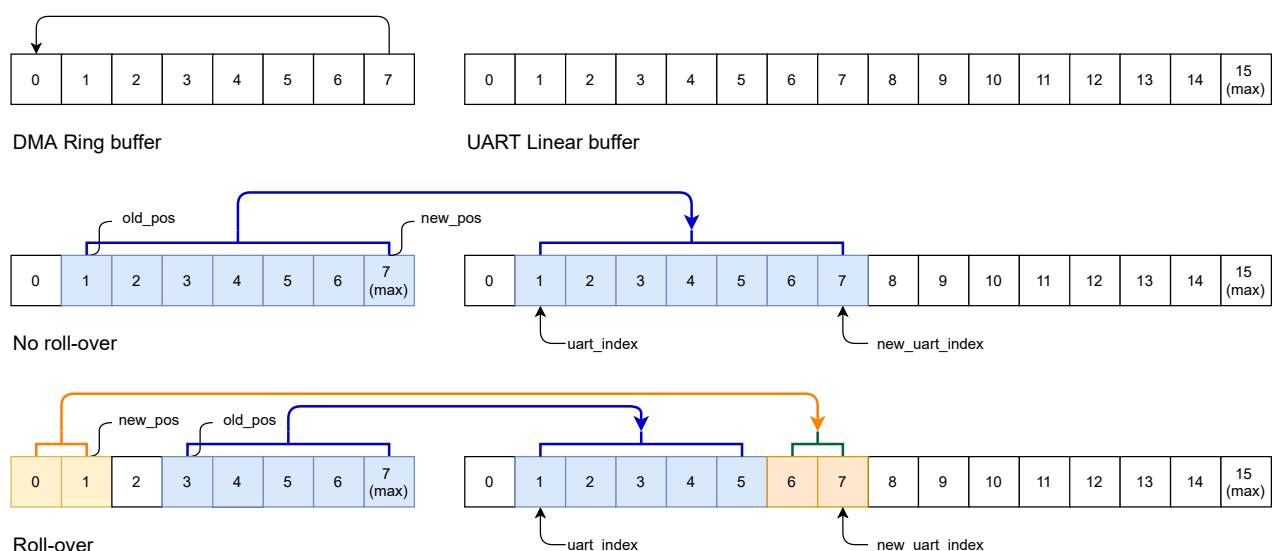 0 1 2 3 4 5 6 7
0 1 2 3 4 5 6 7 8 9 10 11 12 13 14 15
(max)
DMA Ring buffer
UART Linear buffer
old_pos
new_pos
0 1 2 3 4 5 6 7
(max)
0 1 2 3 4 5 6 7 8 9 10 11 12 13 14 15
(max)
No roll-over
uart_index
new_uart_index
new_pos
old_pos
0 1 2 3 4 5 6 7
(max)
0 1 2 3 4 5 6 7 8 9 10 11 12 13 14 15
(max)
Roll-over
uart_index
new_uart_index